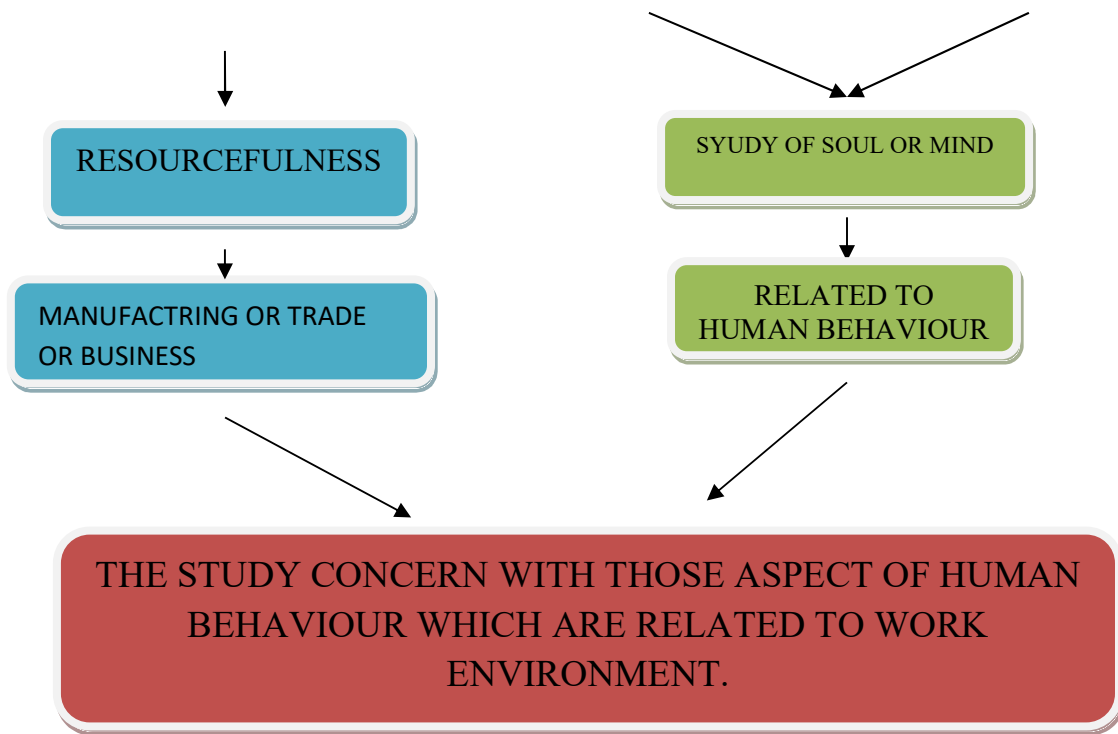 RESOURCEFULNESS
SYUDY OF SOUL OR MIND
MANUFACTRING OR TRADE
OR BUSINESS
RELATED TO
HUMAN BEHAVIOUR
THE STUDY CONCERN WITH THOSE ASPECT OF HUMAN
BEHAVIOUR WHICH ARE RELATED TO WORK
ENVIRONMENT.